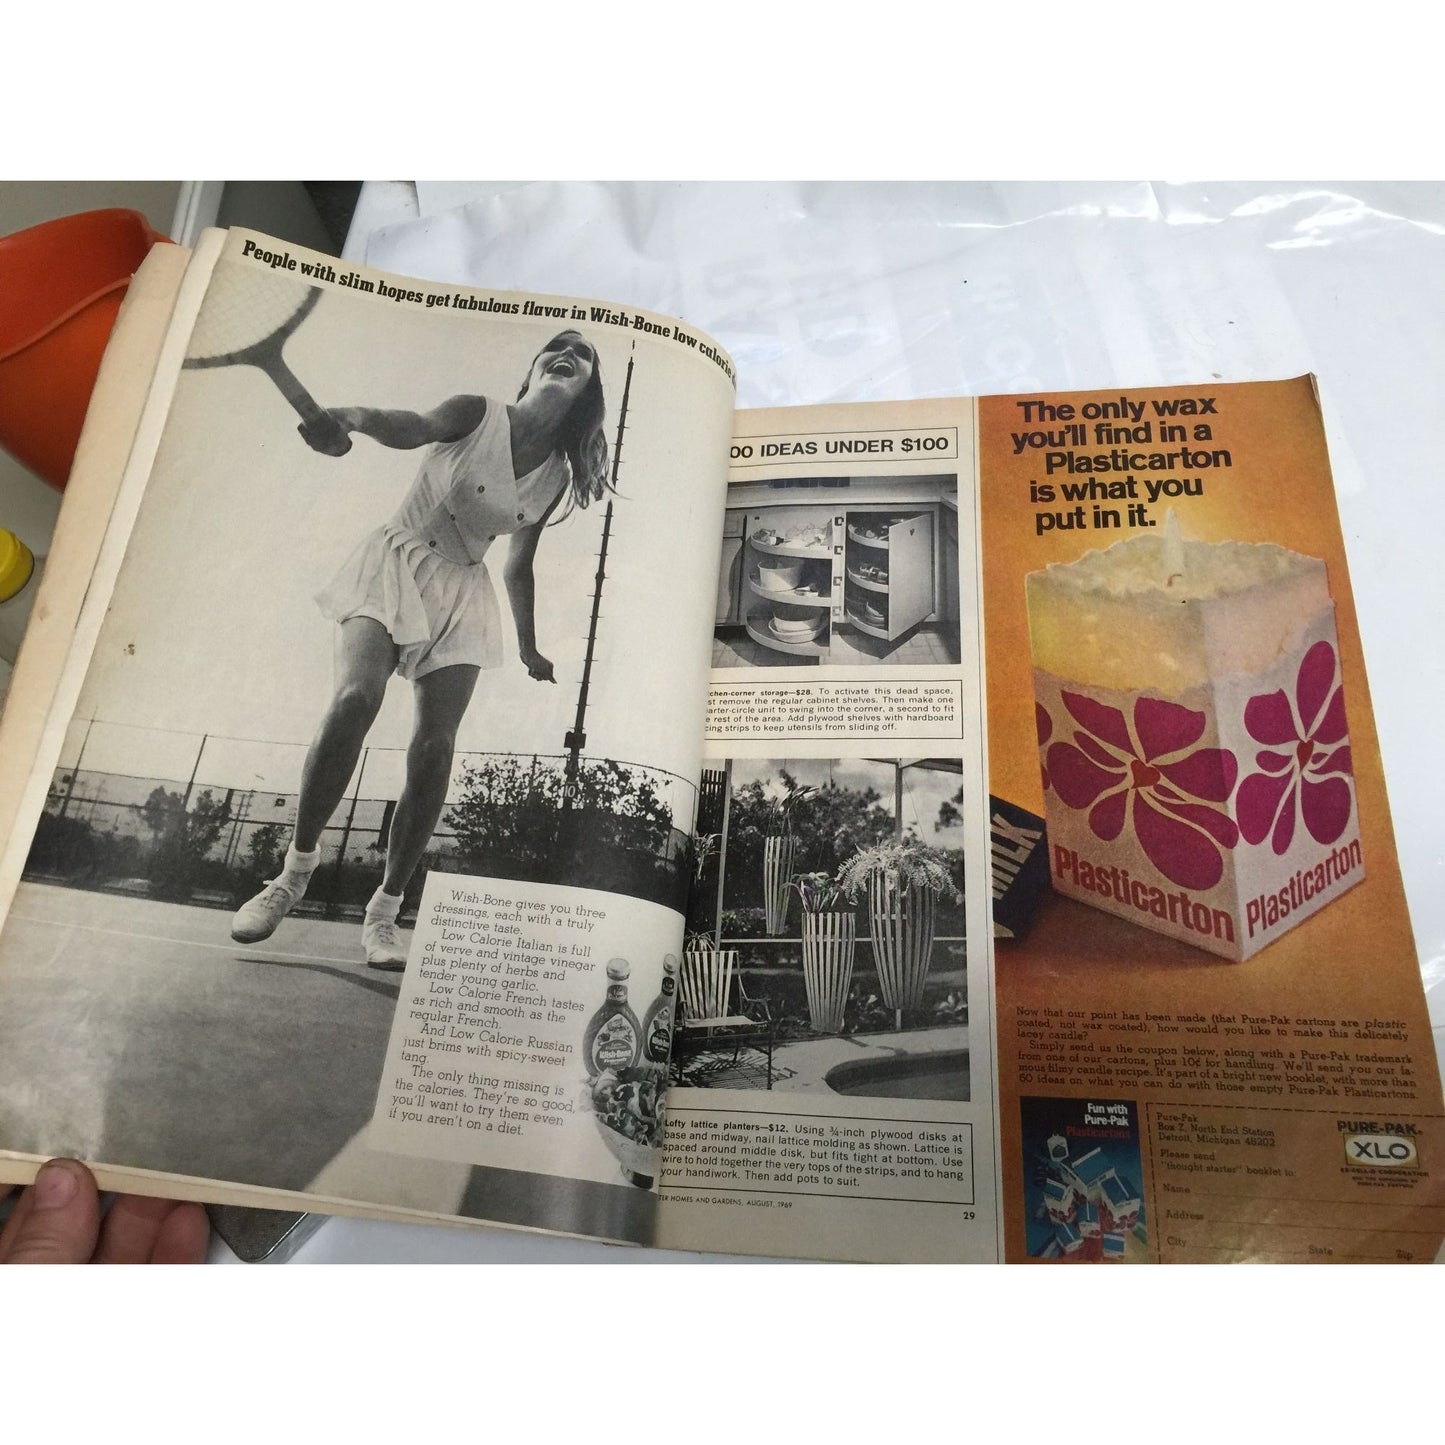 People with slim hopes get fabulous flavor in Wish-Bone low calorie
Wish-Bone gives you three
dressings, each with a truly
distinctive taste.
Low Calorie Italian is full
of verve and vintage vinegar
plus plenty of herbs and
tender young garlic.
Low Calorie French tastes
as rich and smooth as the
regular French.
And Low Calorie Russian
just brims with spicy-sweet
tang.
The only thing missing is
the calories. They're so good,
you'll want to try them even
if you aren't on a diet.
Wish-Bone
10
00 IDEAS UNDER $100
chen-corner storage—$28. To activate this dead space,
st remove the regular cabinet shelves. Then make one
arter-circle unit to swing into the corner, a second to fit
e rest of the area. Add plywood shelves with hardboard
cing strips to keep utensils from sliding off.
Lofty lattice planters—$12. Using ¾-inch plywood disks at
base and midway, nail lattice molding as shown. Lattice is
spaced around middle disk, but fits tight at bottom. Use
wire to hold together the very tops of the strips, and to hang
your handiwork. Then add pots to suit.
TER HOMES AND GARDENS, AUGUST, 1969
29
The only wax
you'll find in a
Plasticarton
is what you
put in it.
MILK
Plasticarton
Plasticarton
Now that our point has been made (that Pure-Pak cartons are plastic
coated, not wax coated), how would you like to make this delicately
lacey candle?
Simply send us the coupon below, along with a Pure-Pak trademark
from one of our cartons, plus 10¢ for handling. We'll send you our fa-
mous filmy candle recipe. It's part of a bright new booklet, with more than
60 ideas on what you can do with those empty Pure-Pak Plasticartons.
Fun with
Pure-Pak
Plasticartons
Pure-Pak
Box Z, North End Station
Detroit, Michigan 48202
Please send
"thought starter" booklet to:
Name
Address
City State Zip
PURE-PAK®
XLO
EX-CELL-O CORPORATION